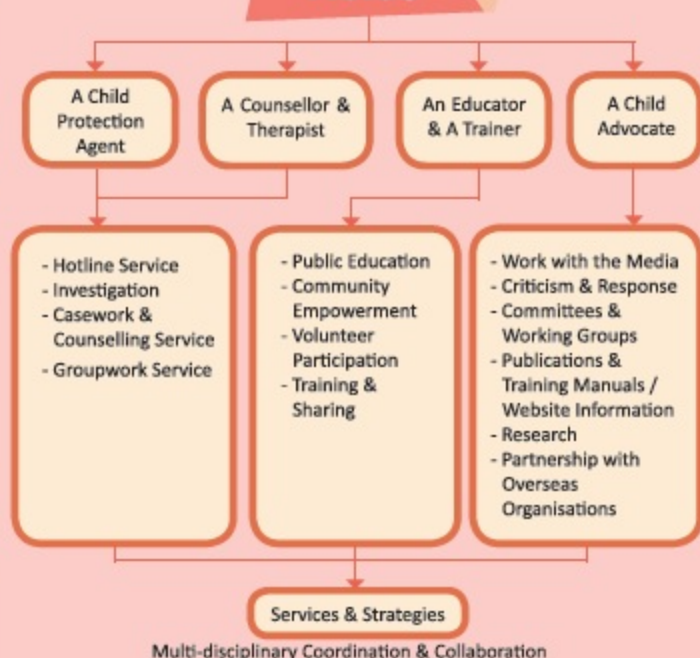 A Child
Protection
Agent
A Counsellor &
Therapist
An Educator
& A Trainer
A Child
Advocate
- Hotline Service
- Investigation
- Casework &
Counselling Service
- Groupwork Service
- Public Education
- Community
Empowerment
- Volunteer
Participation
- Training &
Sharing
- Work with the Media
- Criticism & Response
- Committees &
Working Groups
- Publications &
Training Manuals /
Website Information
- Research
- Partnership with
Overseas
Organisations
Services & Strategies
Multi-disciplinary Coordination & Collaboration